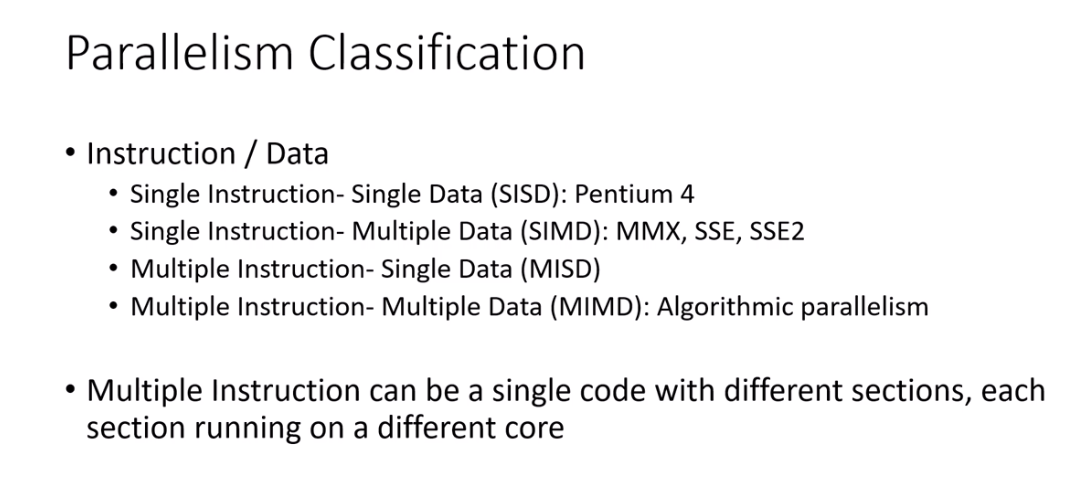 Parallelism Classification
• Instruction / Data
• Single Instruction- Single Data (SISD): Pentium 4
• Single Instruction- Multiple Data (SIMD): MMX, SSE, SSE2
• Multiple Instruction- Single Data (MISD)
• Multiple Instruction- Multiple Data (MIMD): Algorithmic parallelism
• Multiple Instruction can be a single code with different sections, each
section running on a different core